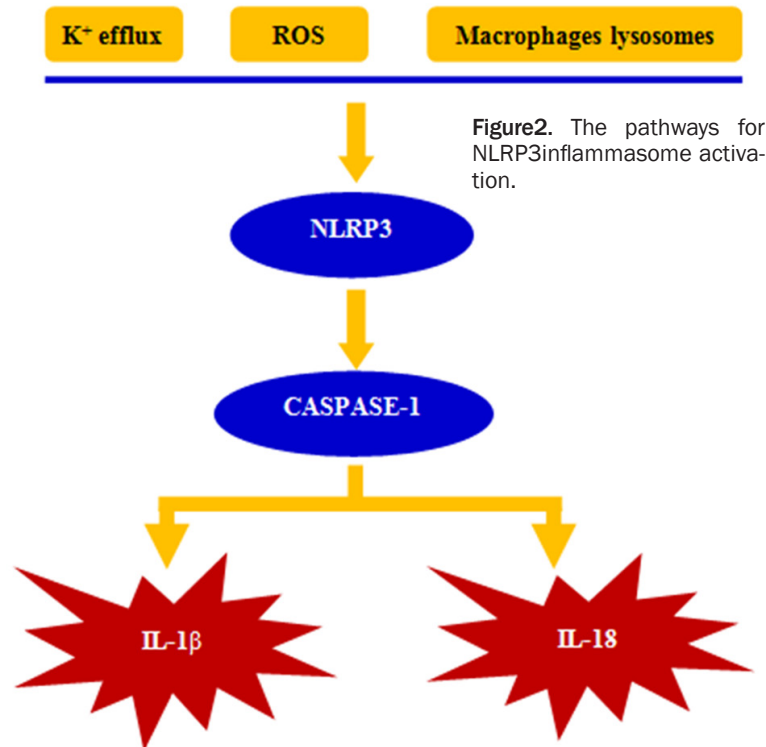 K⁺ efflux
ROS
Macrophages lysosomes
Figure2. The pathways for
NLRP3inflammasome activa-
tion.
NLRP3
CASPASE-1
IL-1β
IL-18